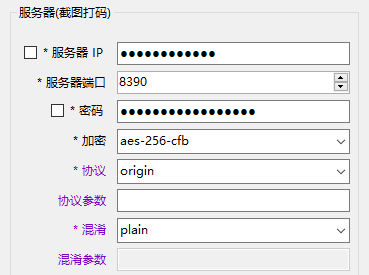 服务器(截图打码)
* 服务器 IP ●●●●●●●●●●●●
* 服务器端口 8390
* 密码 ●●●●●●●●●●●●●●●●●
* 加密 aes-256-cfb
* 协议 origin
协议参数
* 混淆 plain
混淆参数